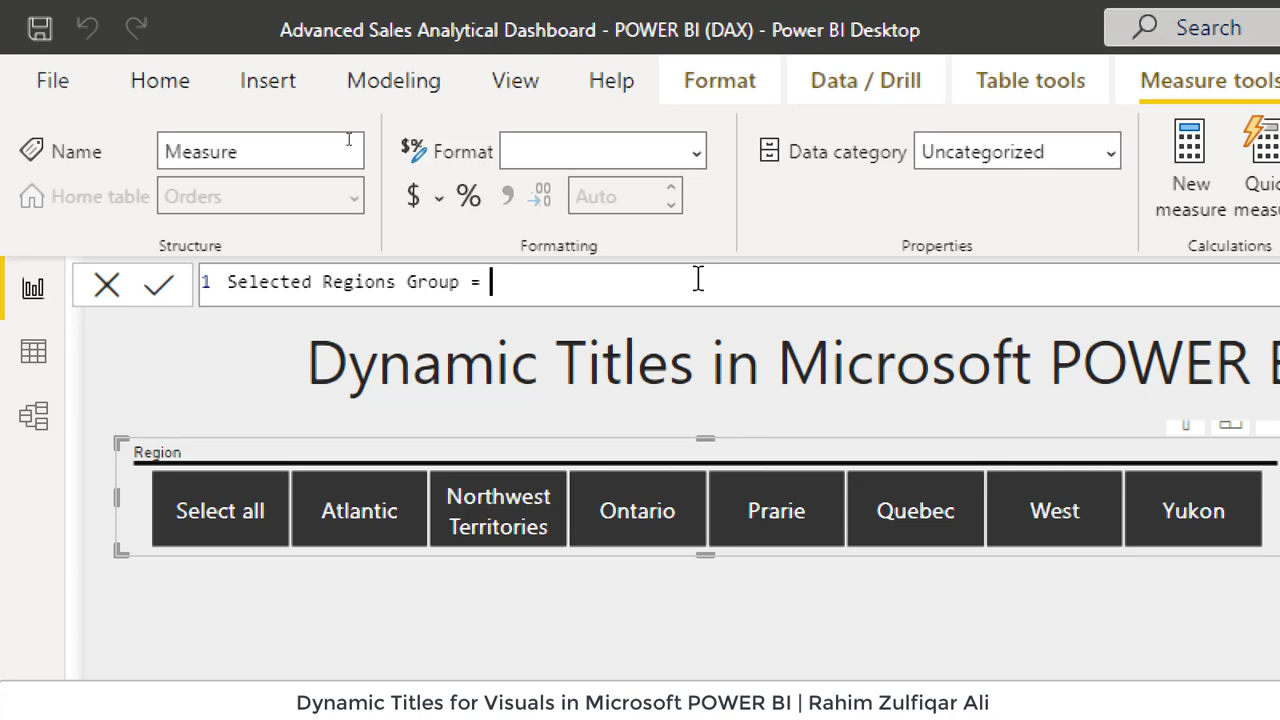 Advanced Sales Analytical Dashboard - POWER BI (DAX) - Power BI Desktop
Search
File Home Insert Modeling View Help Format Data / Drill Table tools Measure tools
Name Measure
$% Format
Data category Uncategorized
Home table Orders
$ % 9 .00 →.0 Auto
New measure
Structure Formatting Properties Calculations
1 Selected Regions Group =
Dynamic Titles in Microsoft POWER
Region
Select all Atlantic Northwest Territories Ontario Prarie Quebec West Yukon
Dynamic Titles for Visuals in Microsoft POWER BI | Rahim Zulfiqar Ali